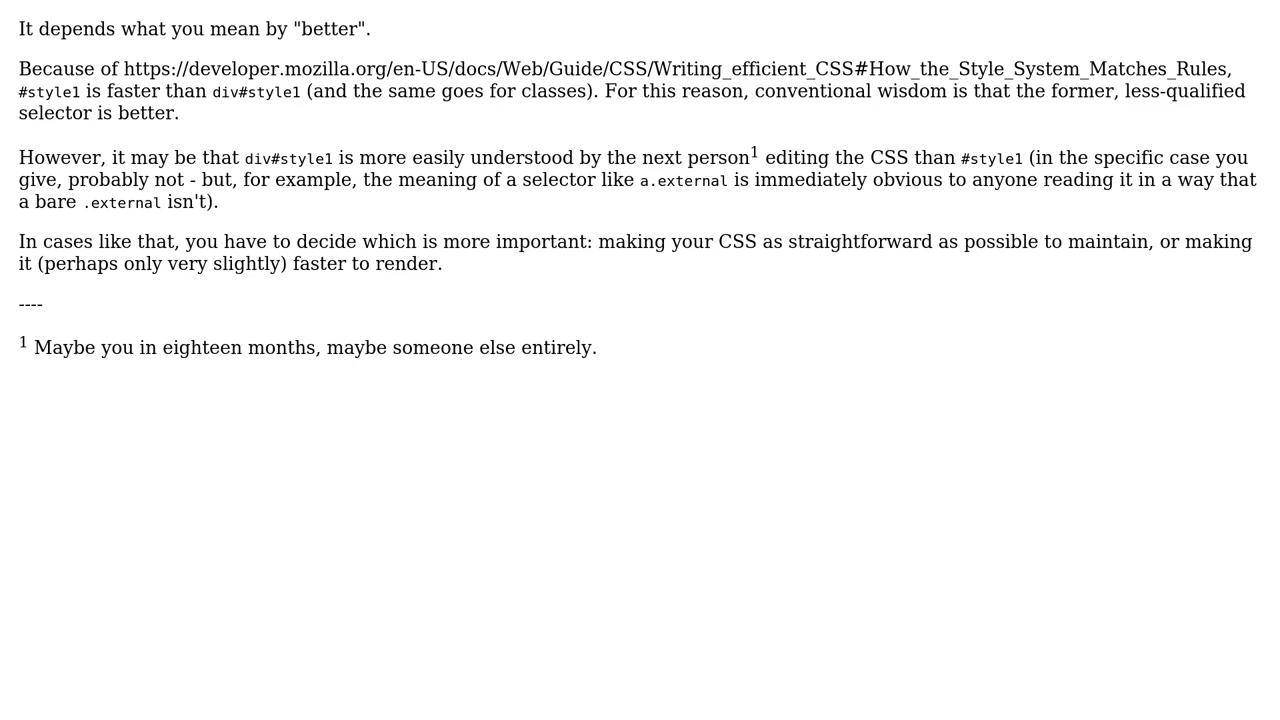 It depends what you mean by "better".
Because of https://developer.mozilla.org/en-US/docs/Web/Guide/CSS/Writing_efficient_CSS#How_the_Style_System_Matches_Rules,
#style1 is faster than div#style1 (and the same goes for classes). For this reason, conventional wisdom is that the former, less-qualified
selector is better.
However, it may be that div#style1 is more easily understood by the next person1 editing the CSS than #style1 (in the specific case you
give, probably not - but, for example, the meaning of a selector like a.external is immediately obvious to anyone reading it in a way that
a bare .external isn't).
In cases like that, you have to decide which is more important: making your CSS as straightforward as possible to maintain, or making
it (perhaps only very slightly) faster to render.
----
1 Maybe you in eighteen months, maybe someone else entirely.